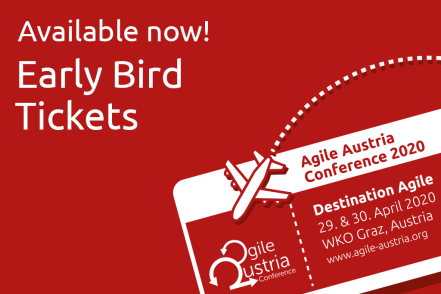 Available now!
Early Bird
Tickets
Agile Austria
Conference 2020
Destination Agile
29. & 30. April 2020
WKO Graz, Austria
www.agile-austria.org
Agile
Austria
Conference